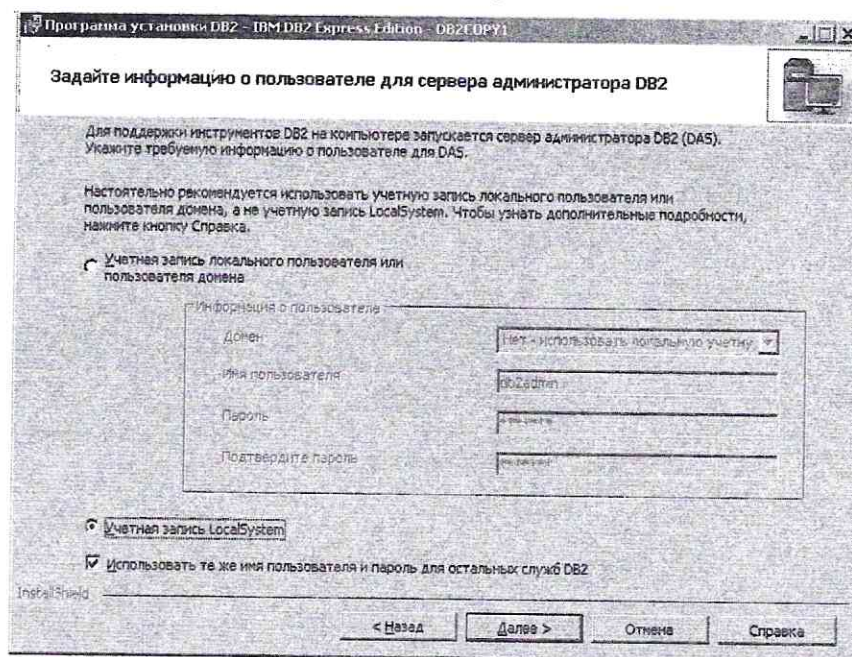 Программа установки DB2 - IBM DB2 Express Edition - DB2COPY1
Задайте информацию о пользователе для сервера администратора DB2
Для поддержки инструментов DB2 на компьютере запускается сервер администратора DB2 (DAS).
Укажите требуемую информацию о пользователе для DAS.
Настоятельно рекомендуется использовать учетную запись локального пользователя или
пользователя домена, а не учетную запись LocalSystem. Чтобы узнать дополнительные подробности,
нажмите кнопку Справка.
Учетная запись локального пользователя или
пользователя домена
Информация о пользователе
Домен
Нет - использовать локальную учетну
Имя пользователя
db2admin
Пароль
Подтвердите пароль
Учетная запись LocalSystem
Использовать те же имя пользователя и пароль для остальных служб DB2
InstallShield
< Назад
Далее >
Отмена
Справка